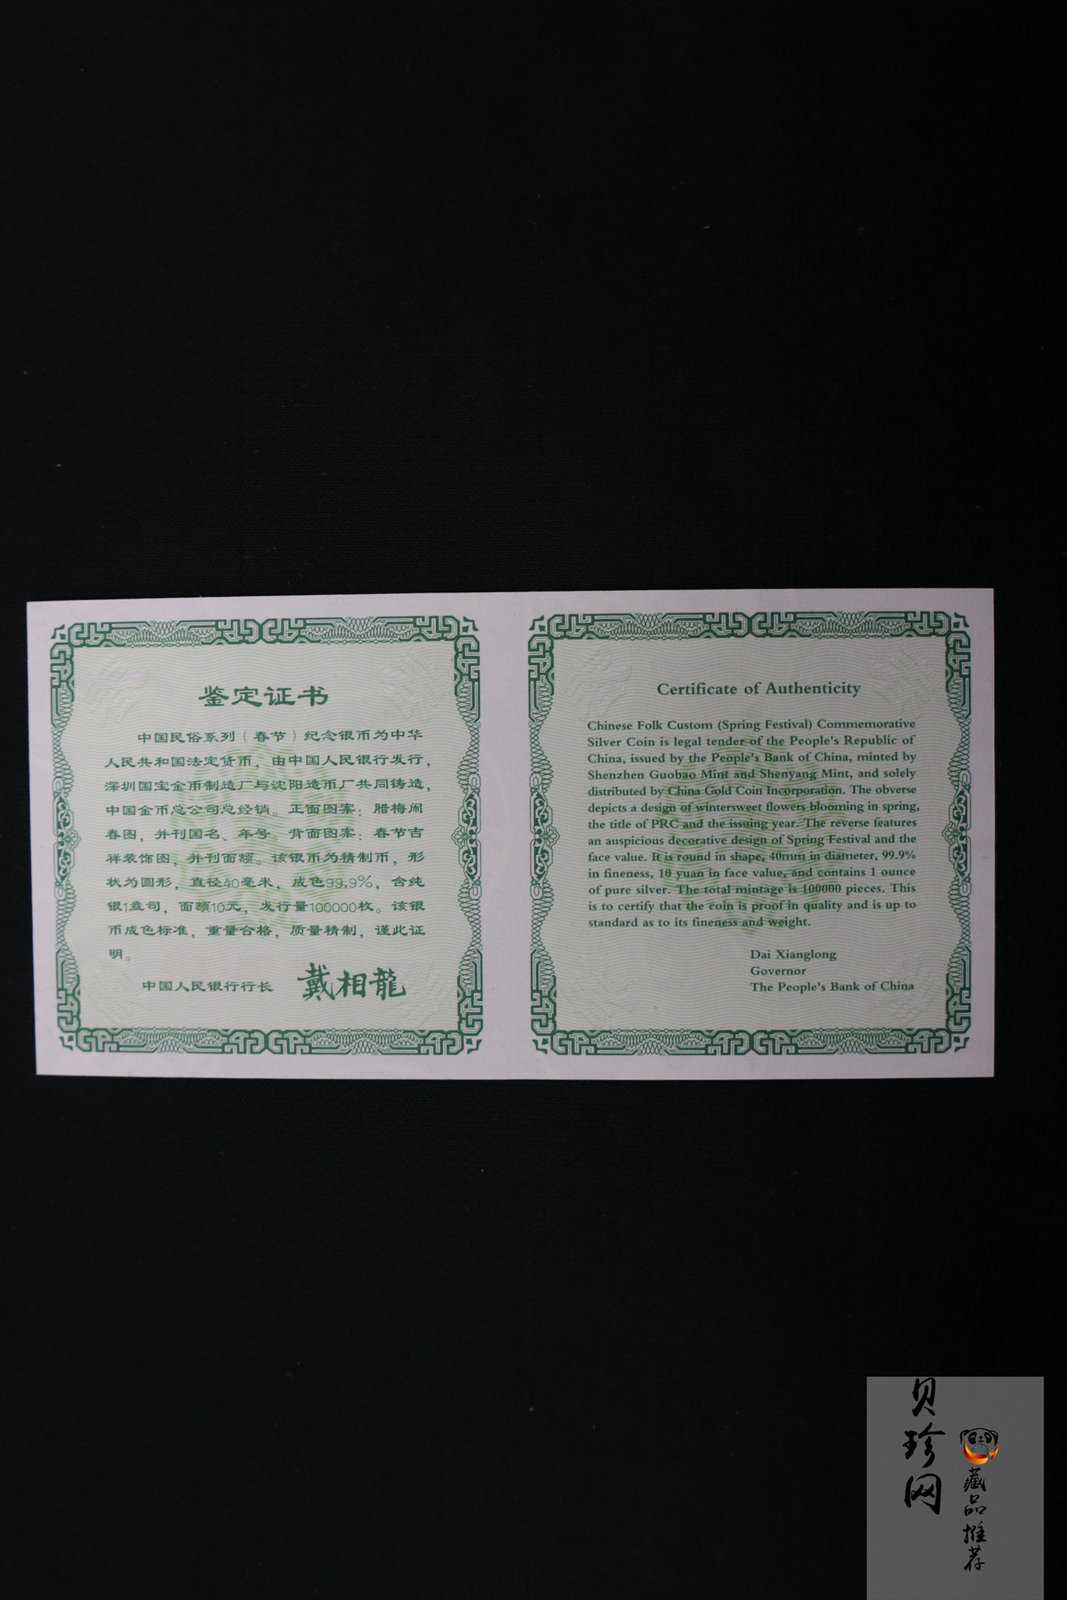 鉴定证书
中国民俗系列(春节)纪念银币为中华
人民共和国法定货币，由中国人民银行发行，
深圳国宝金币制造厂与沈阳造币厂共同铸造，
中国金币总公司总经销。正面图案：腊梅闹
春图，并刊国名、年号。背面图案：春节吉
祥装饰图，并刊面额。该银币为精制币，形
状为圆形，直径40毫米，成色99.9%，含纯
银1盎司，面额10元，发行量100000枚。该银
币成色标准，重量合格，质量精制，谨此证
明。
中国人民银行行长 戴相龍
Certificate of Authenticity
Chinese Folk Custom (Spring Festival) Commemorative
Silver Coin is legal tender of the People's Republic of
China, issued by the People's Bank of China, minted by
Shenzhen Guobao Mint and Shenyang Mint, and solely
distributed by China Gold Coin Incorporation. The obverse
depicts a design of wintersweet flowers blooming in spring,
the title of PRC and the issuing year. The reverse features
an auspicious decorative design of Spring Festival and the
face value. It is round in shape, 40mm in diameter, 99.9%
in fineness, 10 yuan in face value, and contains 1 ounce
of pure silver. The total mintage is 100000 pieces. This
is to certify that the coin is proof in quality and is up to
standard as to its fineness and weight.
Dai Xianglong
Governor
The People's Bank of China
贝珍网
藏品推荐